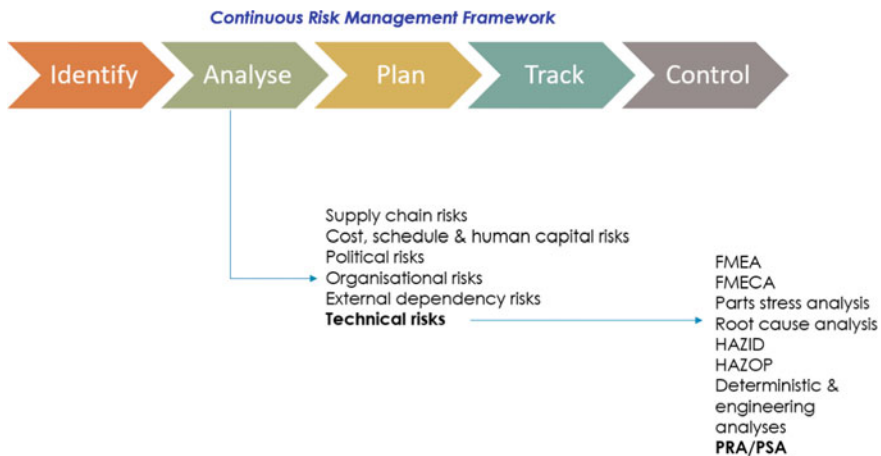 Continuous Risk Management Framework
Identify
Analyse
Plan
Track
Control
Supply chain risks
Cost, schedule & human capital risks
Political risks
Organisational risks
External dependency risks
Technical risks
FMEA
FMECA
Parts stress analysis
Root cause analysis
HAZID
HAZOP
Deterministic &
engineering
analyses
PRA/PSA